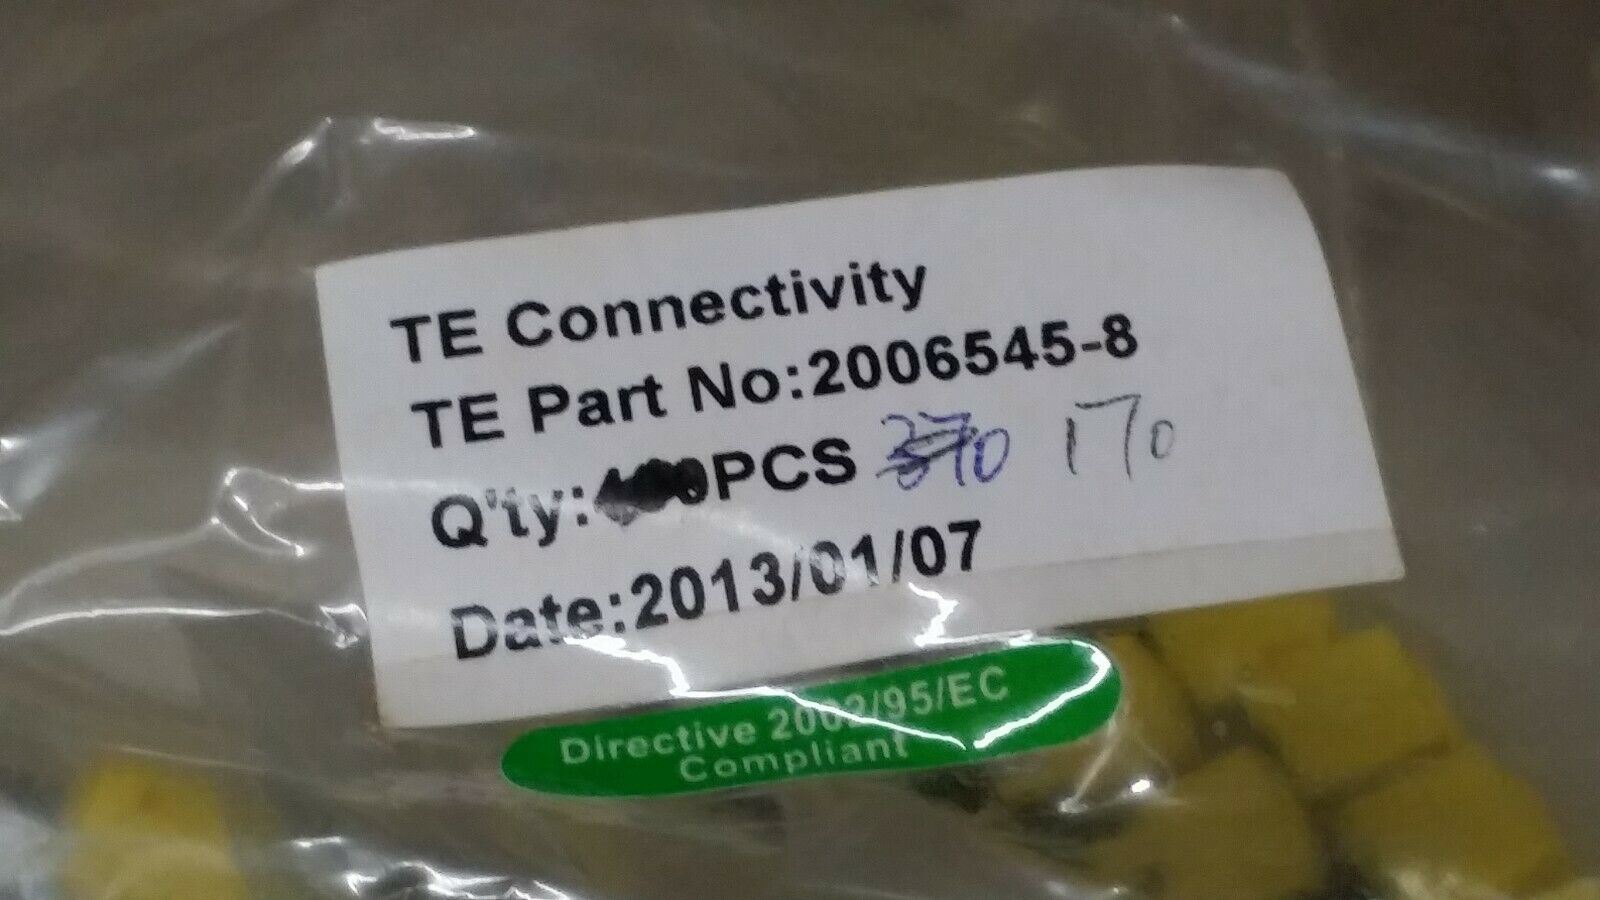 TE Connectivity
TE Part No:2006545-8
Q'ty: PCS 170
Date:2013/01/07
Directive 2002/95/EC
Compliant